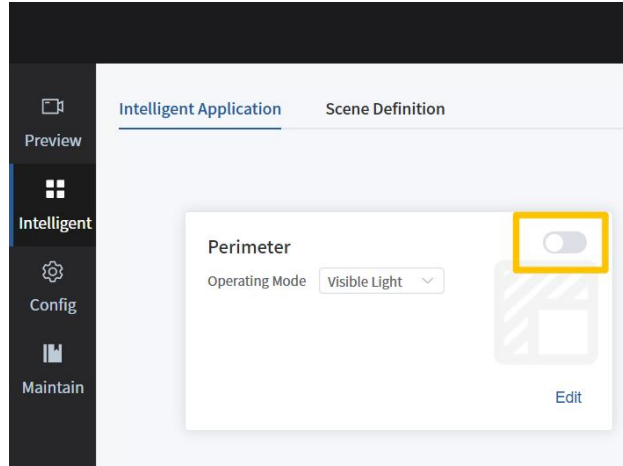 Preview
Intelligent
Config
Maintain
Intelligent Application Scene Definition
Perimeter
Operating Mode Visible Light
Edit